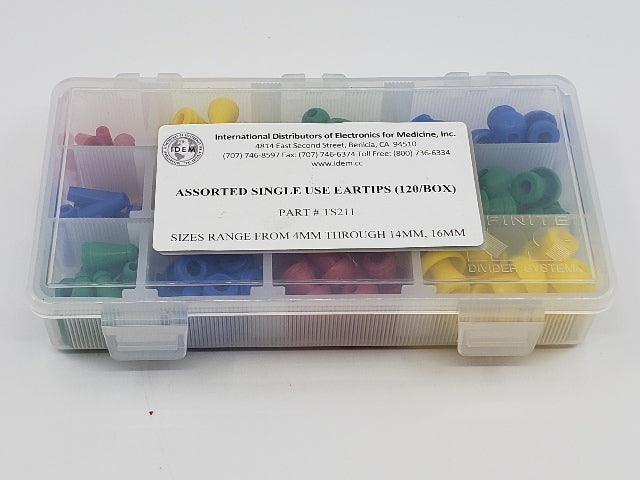 International Distributors of Electronics for Medicine, Inc.
4814 East Second Street, Benicia, CA 94510
(707) 746-8597 Fax: (707) 746-6374 Toll Free: (800) 736-6334
www.idem.cc
IDEM
ASSORTED SINGLE USE EARTIPS (120/BOX)
PART # TS211
SIZES RANGE FROM 4MM THROUGH 14MM, 16MM
INFINITE
DIVIDER SYSTEM